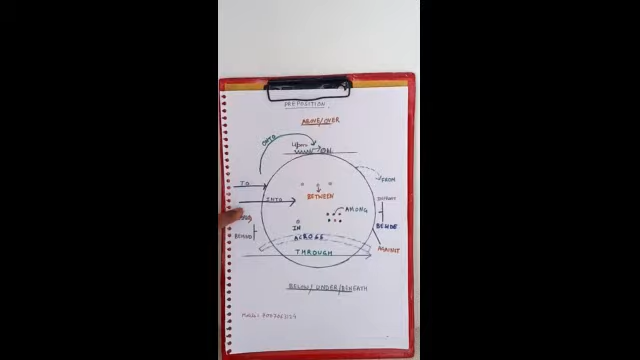 PREPOSITION
ABOVE/OVER
ONTO
Upon
ON
TO
FROM
INTO
BETWEEN
AMONG
IN
BESIDE
BEHIND
ACROSS
AGAINST
THROUGH
BELOW/UNDER/BENEATH